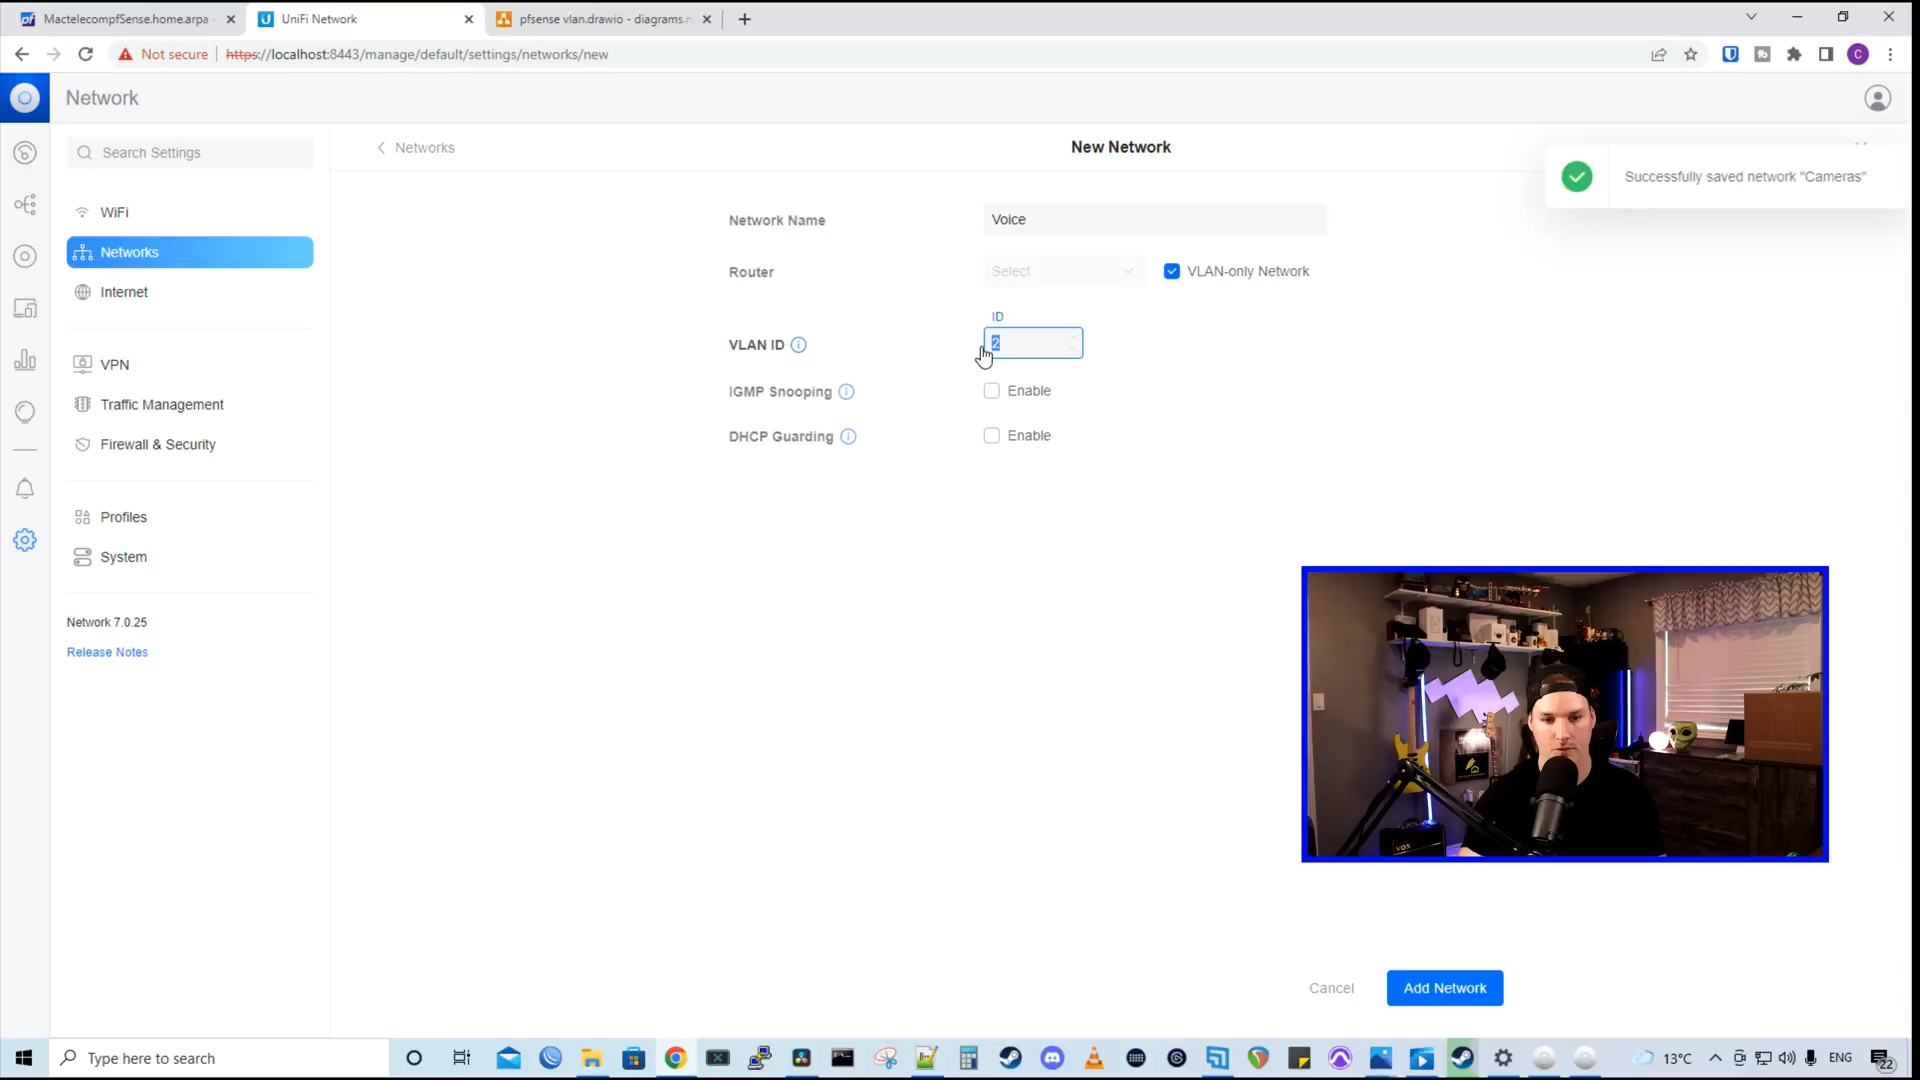 MactelecompfSense.home.arpa -
UniFi Network
pfsense vlan.drawio - diagrams.n
Not secure
https://localhost:8443/manage/default/settings/networks/new
C
Network
Search Settings
Networks
New Network
Successfully saved network "Cameras"
WiFi
Networks
Internet
VPN
Traffic Management
Firewall & Security
Profiles
System
Network 7.0.25
Release Notes
Network Name
Voice
Router
Select
VLAN-only Network
ID
VLAN ID
2
IGMP Snooping
Enable
DHCP Guarding
Enable
VOX
Cancel
Add Network
Type here to search
13°C
ENG
22